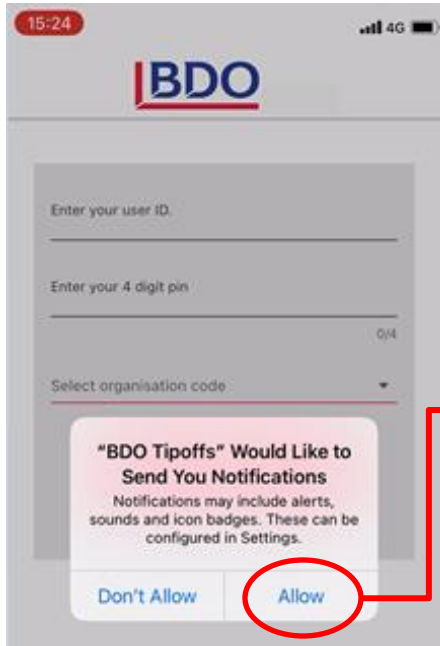 15:24
4G
BDO
Enter your user ID.
Enter your 4 digit pin
0/4
Select organisation code
"BDO Tipoffs" Would Like to
Send You Notifications
Notifications may include alerts,
sounds and icon badges. These can be
configured in Settings.
Don't Allow
Allow